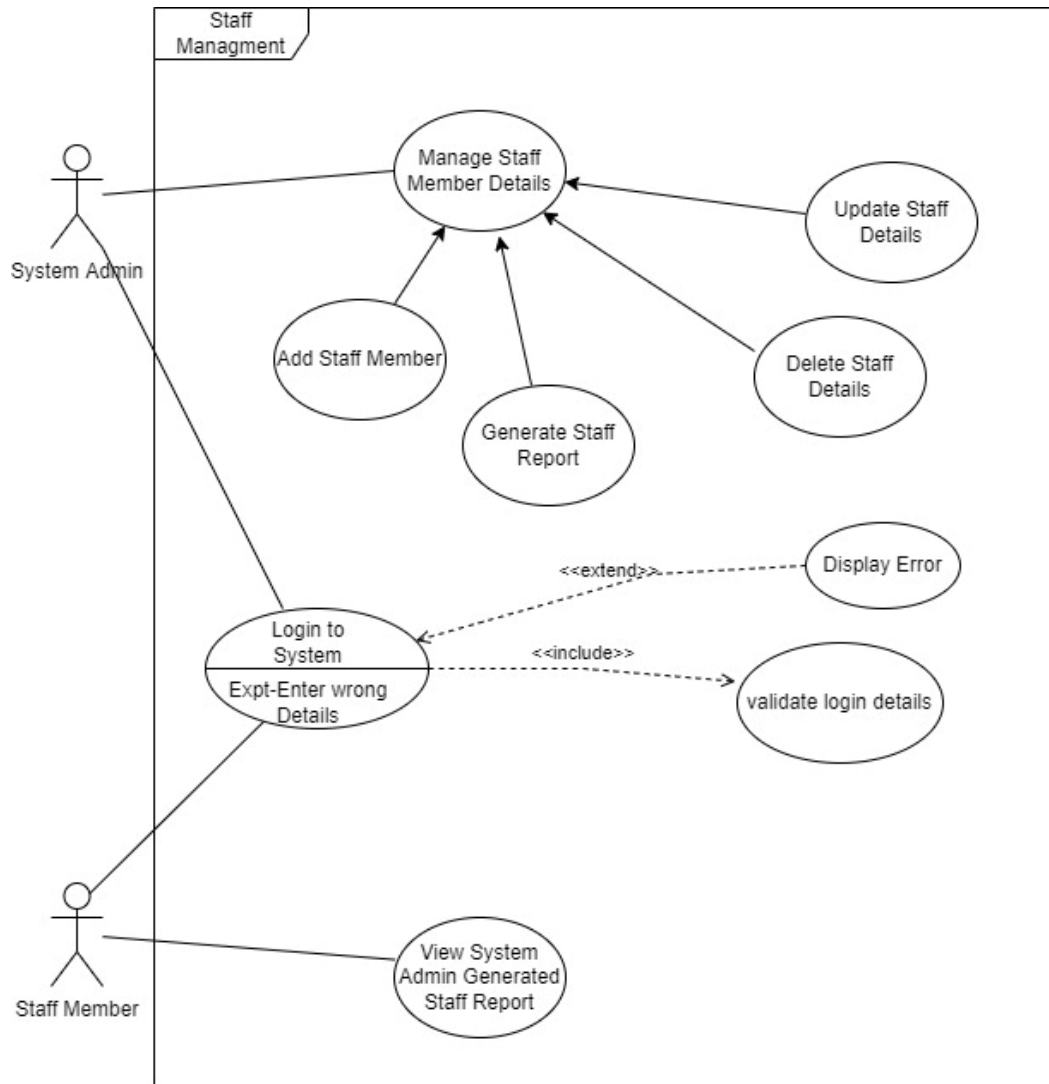 Staff
Managment
Manage Staff
Member Details
Update Staff
Details
System Admin
Add Staff Member
Delete Staff
Details
Generate Staff
Report
<<extend>>
Display Error
Login to
System
<<include>>
Expt-Enter wrong
Details
validate login details
View System
Admin Generated
Staff Report
Staff Member